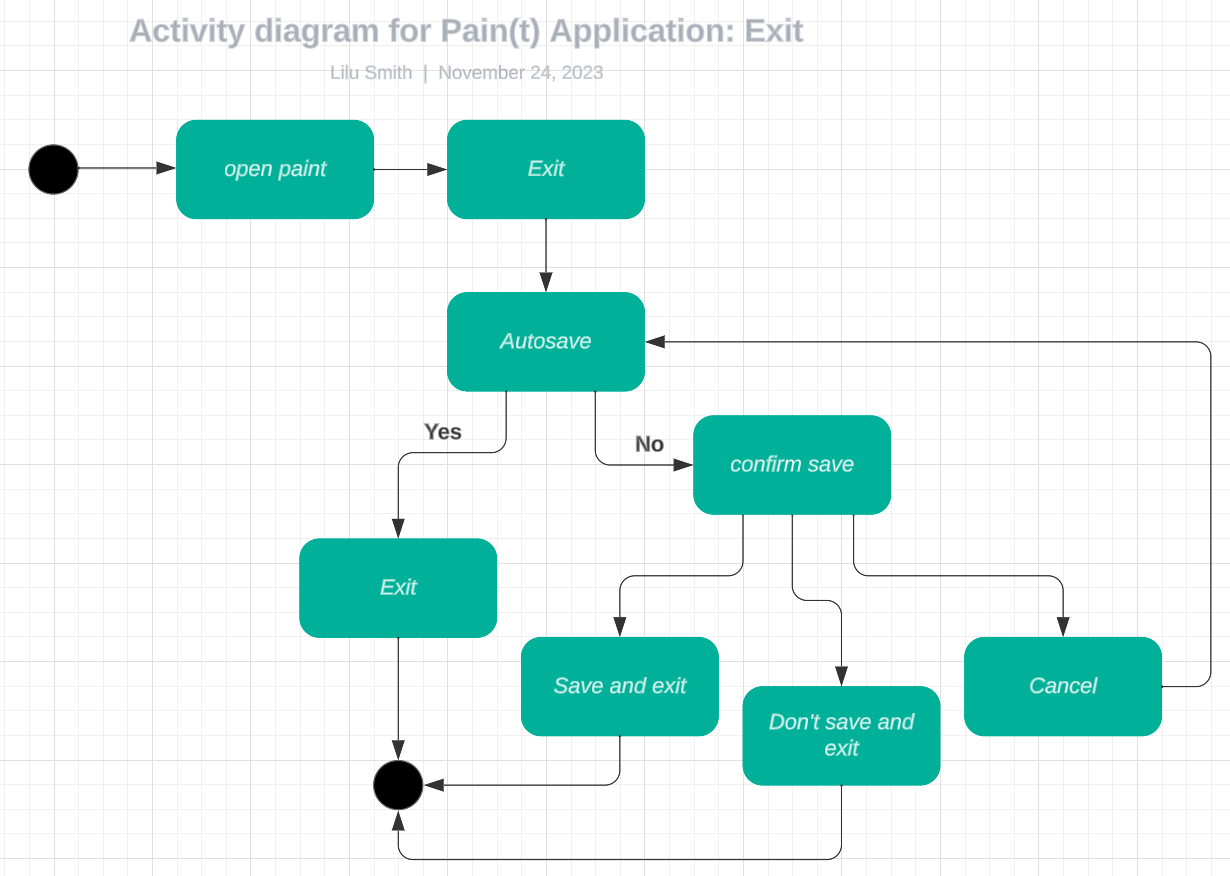 Activity diagram for Pain(t) Application: Exit
Lilu Smith | November 24, 2023
open paint
Exit
Autosave
Yes
No
confirm save
Exit
Save and exit
Don't save and
exit
Cancel